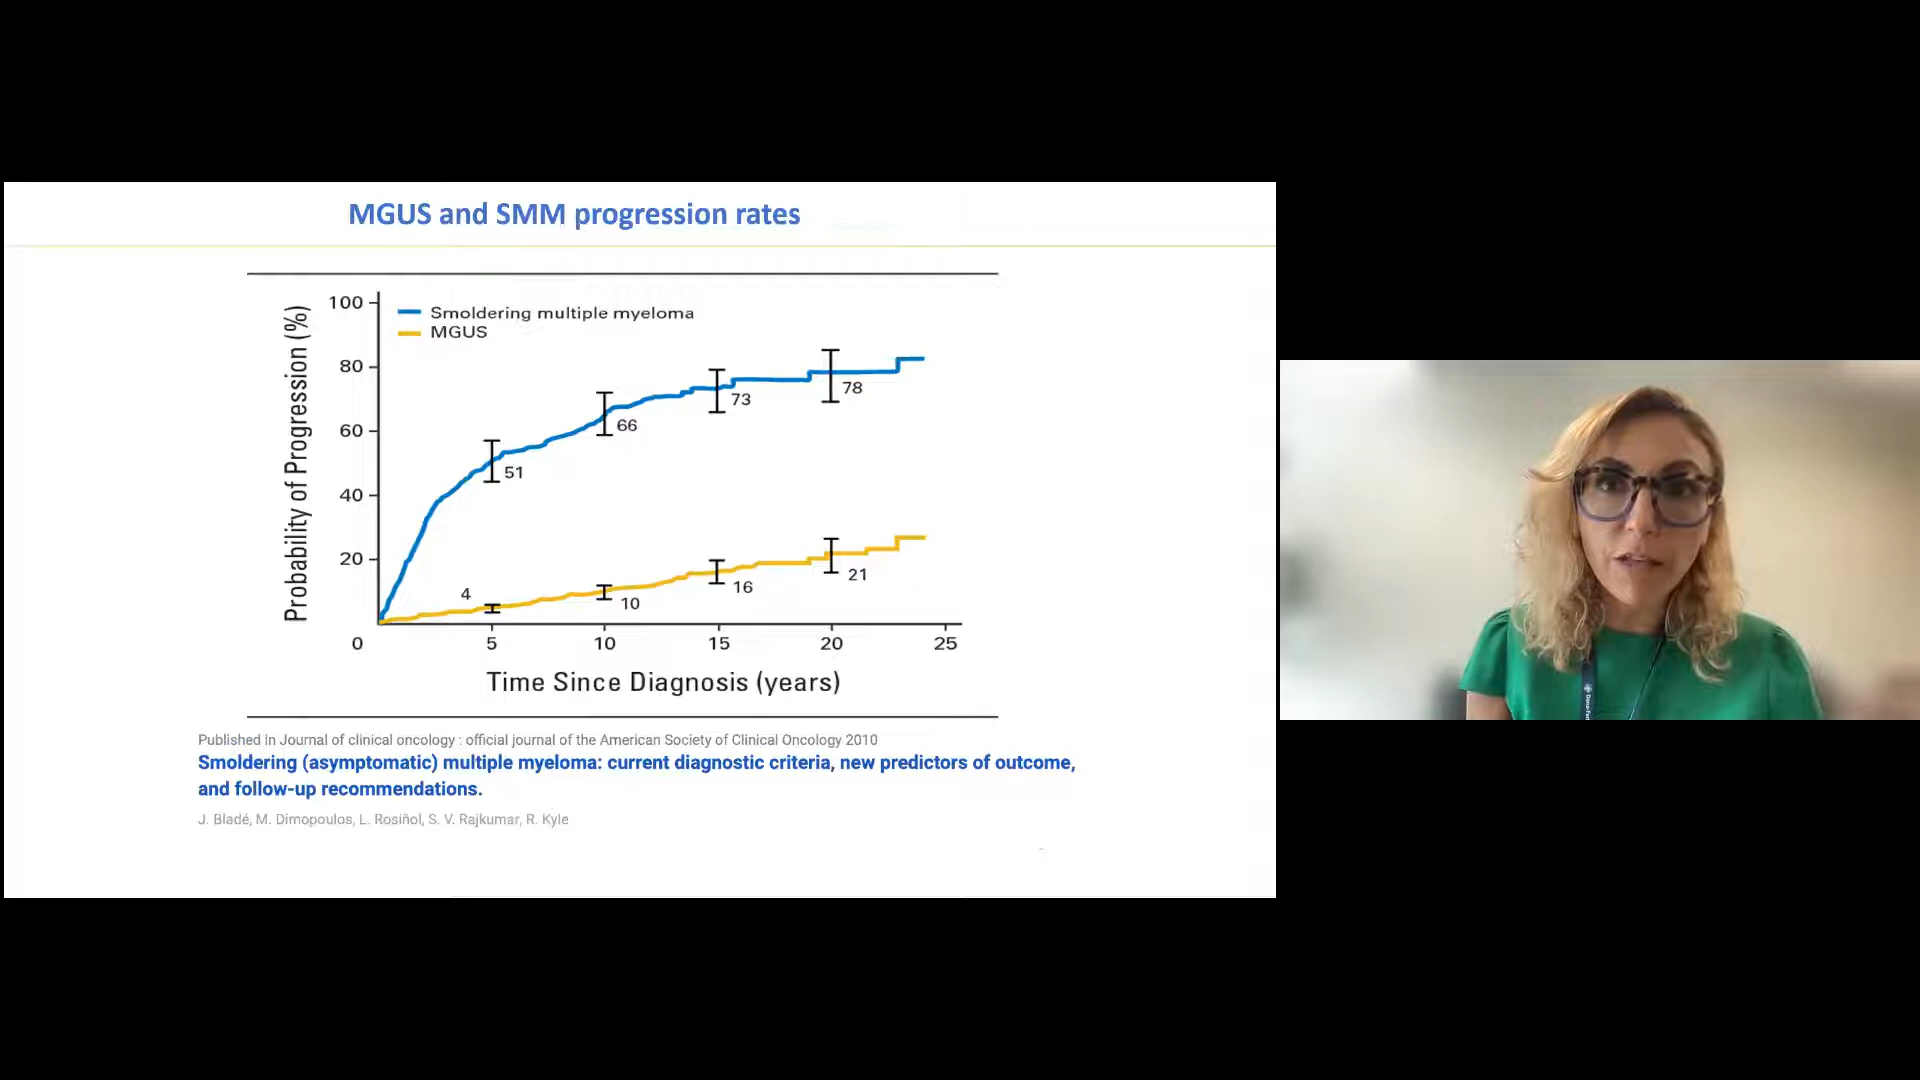 MGUS and SMM progression rates
Probability of Progression (%)
100
80
60
40
20
0
Smoldering multiple myeloma
MGUS
51
66
73
78
4
10
16
21
5
10
15
20
25
Time Since Diagnosis (years)
Published in Journal of clinical oncology : official journal of the American Society of Clinical Oncology 2010
Smoldering (asymptomatic) multiple myeloma: current diagnostic criteria, new predictors of outcome,
and follow-up recommendations.
J. Bladé, M. Dimopoulos, L. Rosiñol, S. V. Rajkumar, R. Kyle